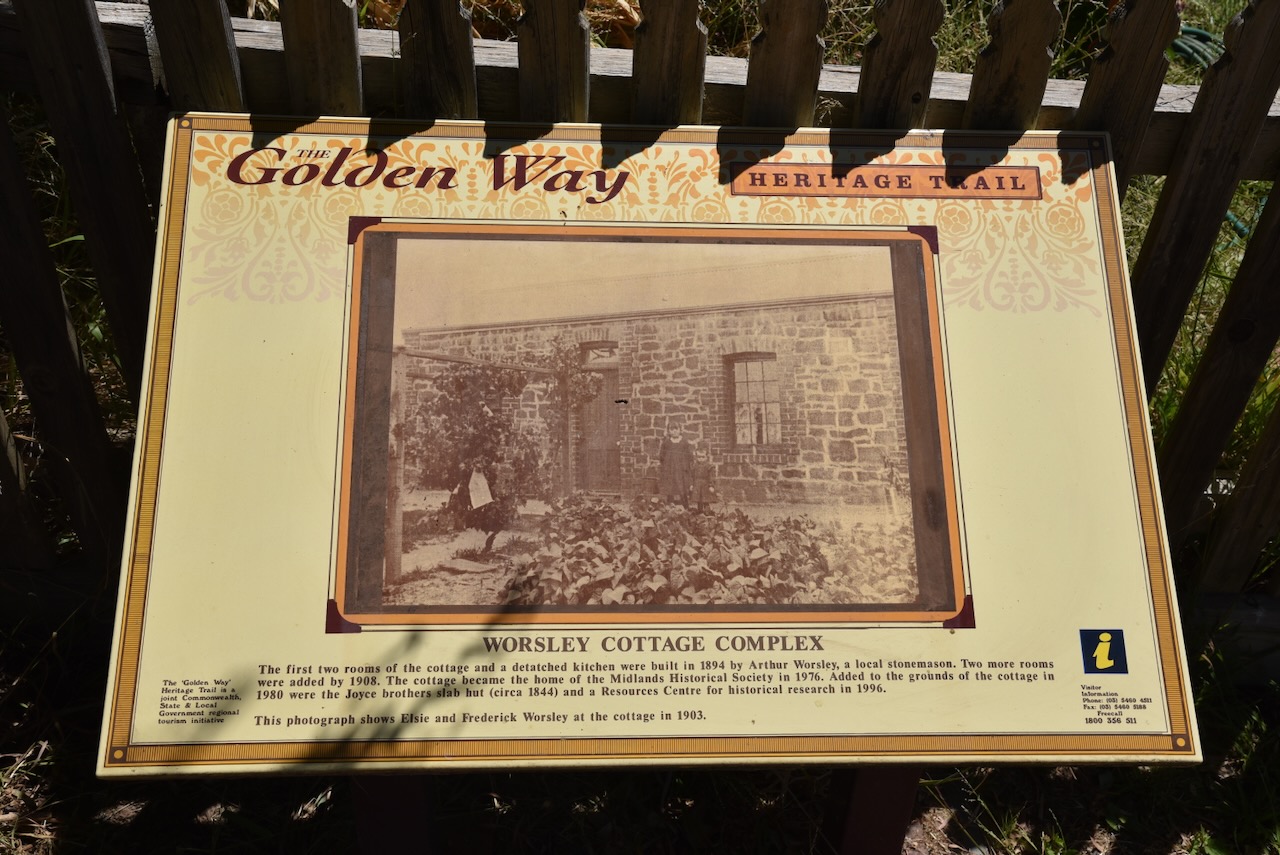 THE
Golden Way
HERITAGE TRAIL
WORSLEY COTTAGE COMPLEX
The first two rooms of the cottage and a detatched kitchen were built in 1894 by Arthur Worsley, a local stonemason. Two more rooms
were added by 1908. The cottage became the home of the Midlands Historical Society in 1976. Added to the grounds of the cottage in
1980 were the Joyce brothers slab hut (circa 1844) and a Resources Centre for historical research in 1996.
This photograph shows Elsie and Frederick Worsley at the cottage in 1903.
The 'Golden Way'
Heritage Trail is a
joint Commonwealth,
State & Local
Government regional
tourism initiative
i
Visitor
Information
Phone: (03) 5460 4511
Fax: (03) 5460 5188
Freecall
1800 356 511